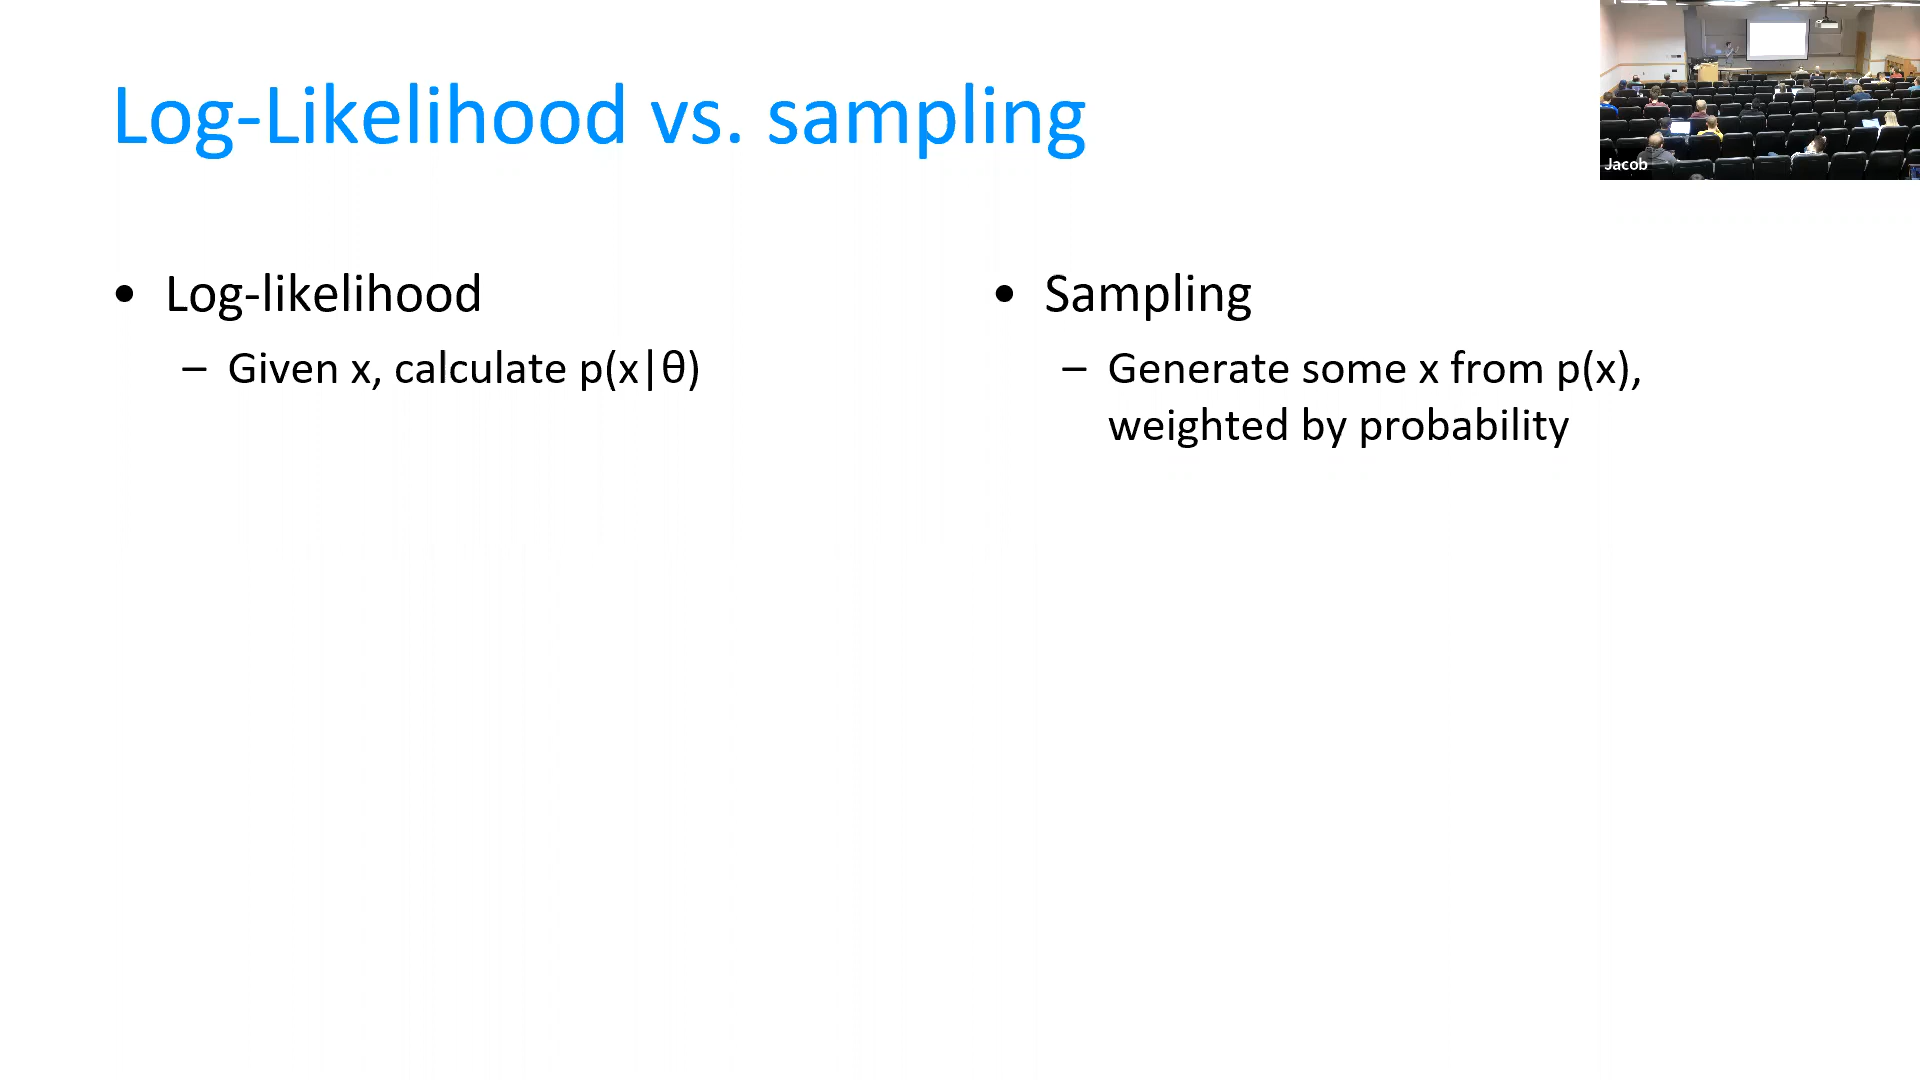 Log-Likelihood vs. sampling
Jacob
• Log-likelihood
– Given x, calculate p(x|θ)
• Sampling
– Generate some x from p(x),
weighted by probability